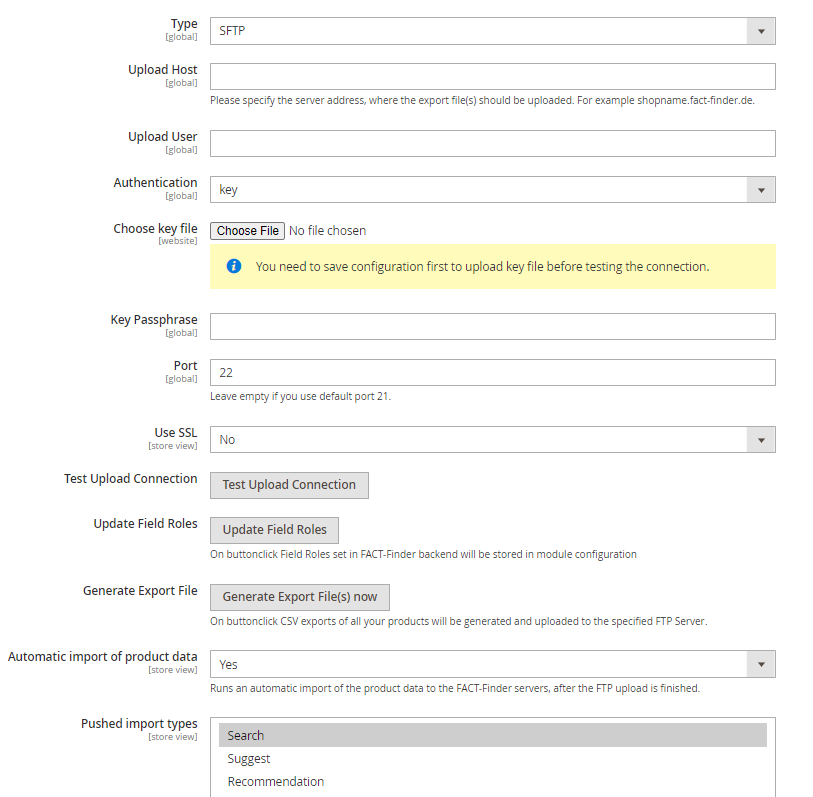 Type
[global]
SFTP
Upload Host
[global]
Please specify the server address, where the export file(s) should be uploaded. For example shopname.fact-finder.de.
Upload User
[global]
Authentication
[global]
key
Choose key file
[website]
Choose File No file chosen
You need to save configuration first to upload key file before testing the connection.
Key Passphrase
[global]
Port
[global]
22
Leave empty if you use default port 21.
Use SSL
[store view]
No
Test Upload Connection
Test Upload Connection
Update Field Roles
Update Field Roles
On buttonclick Field Roles set in FACT-Finder backend will be stored in module configuration
Generate Export File
Generate Export File(s) now
On buttonclick CSV exports of all your products will be generated and uploaded to the specified FTP Server.
Automatic import of product data
[store view]
Yes
Runs an automatic import of the product data to the FACT-Finder servers, after the FTP upload is finished.
Pushed import types
[store view]
Search
Suggest
Recommendation